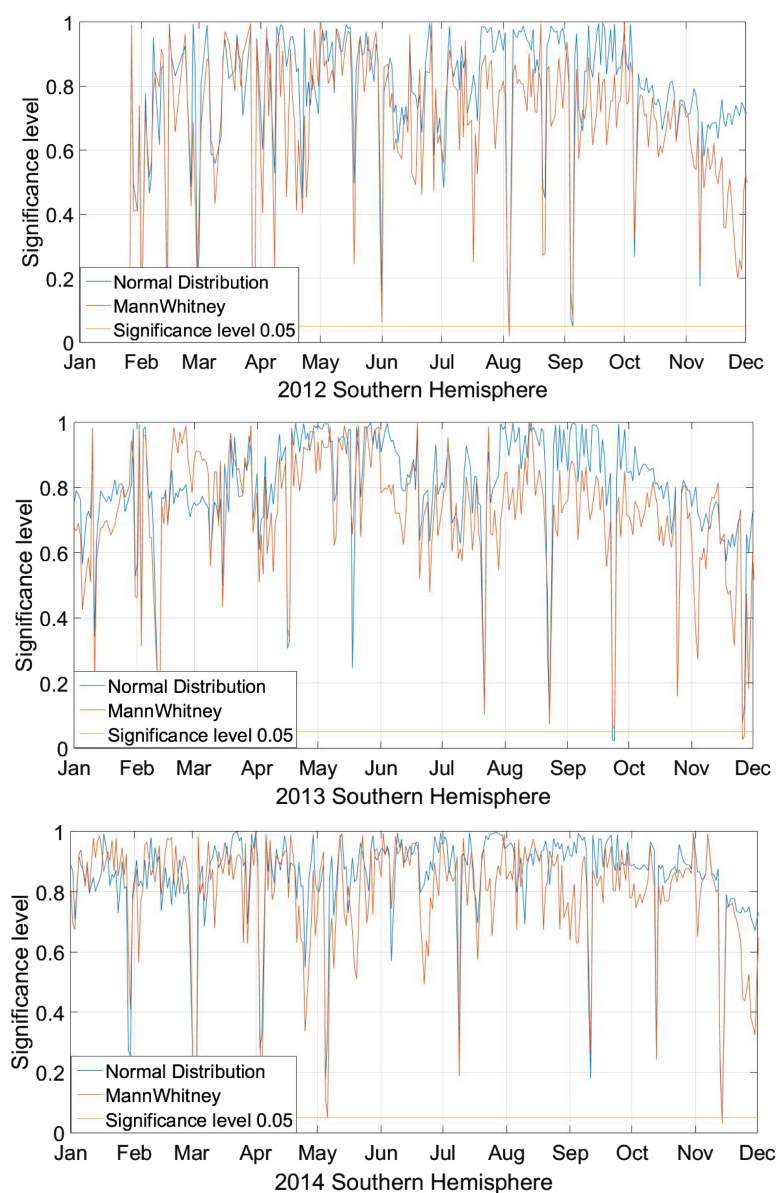 1
0.8
0.6
0.4
0.2
0
Significance level
Normal Distribution
MannWhitney
Significance level 0.05
Jan Feb Mar Apr May Jun Jul Aug Sep Oct Nov Dec
2012 Southern Hemisphere
1
0.8
0.6
0.4
0.2
0
Significance level
Normal Distribution
MannWhitney
Significance level 0.05
Jan Feb Mar Apr May Jun Jul Aug Sep Oct Nov Dec
2013 Southern Hemisphere
1
0.8
0.6
0.4
0.2
0
Significance level
Normal Distribution
MannWhitney
Significance level 0.05
Jan Feb Mar Apr May Jun Jul Aug Sep Oct Nov Dec
2014 Southern Hemisphere